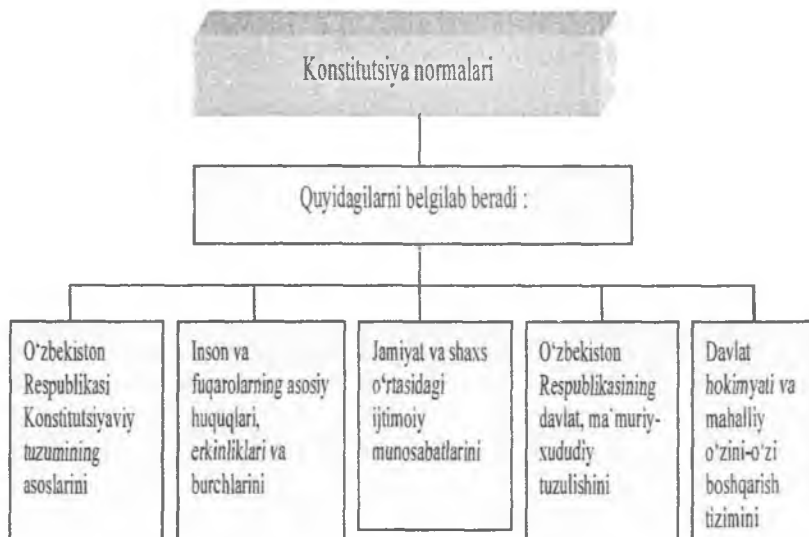 Konstitutsiya normalari
Quyidagilarni belgilab beradi :
O‘zbekiston
Respublikasi
Konstitutsiyaviy
tuzumining
asoslarini
Inson va
fuqarolarning asosiy
huquqlari,
erkinliklari va
burchlarini
Jamiyat va shaxs
o‘rtasidagi
ijtimoiy
munosabatlarini
O‘zbekiston
Respublikasining
davlat, ma`muriy-
xududiy
tuzulishini
Davlat
hokimyati va
mahalliy
o‘zini-o‘zi
boshqarish
tizimini